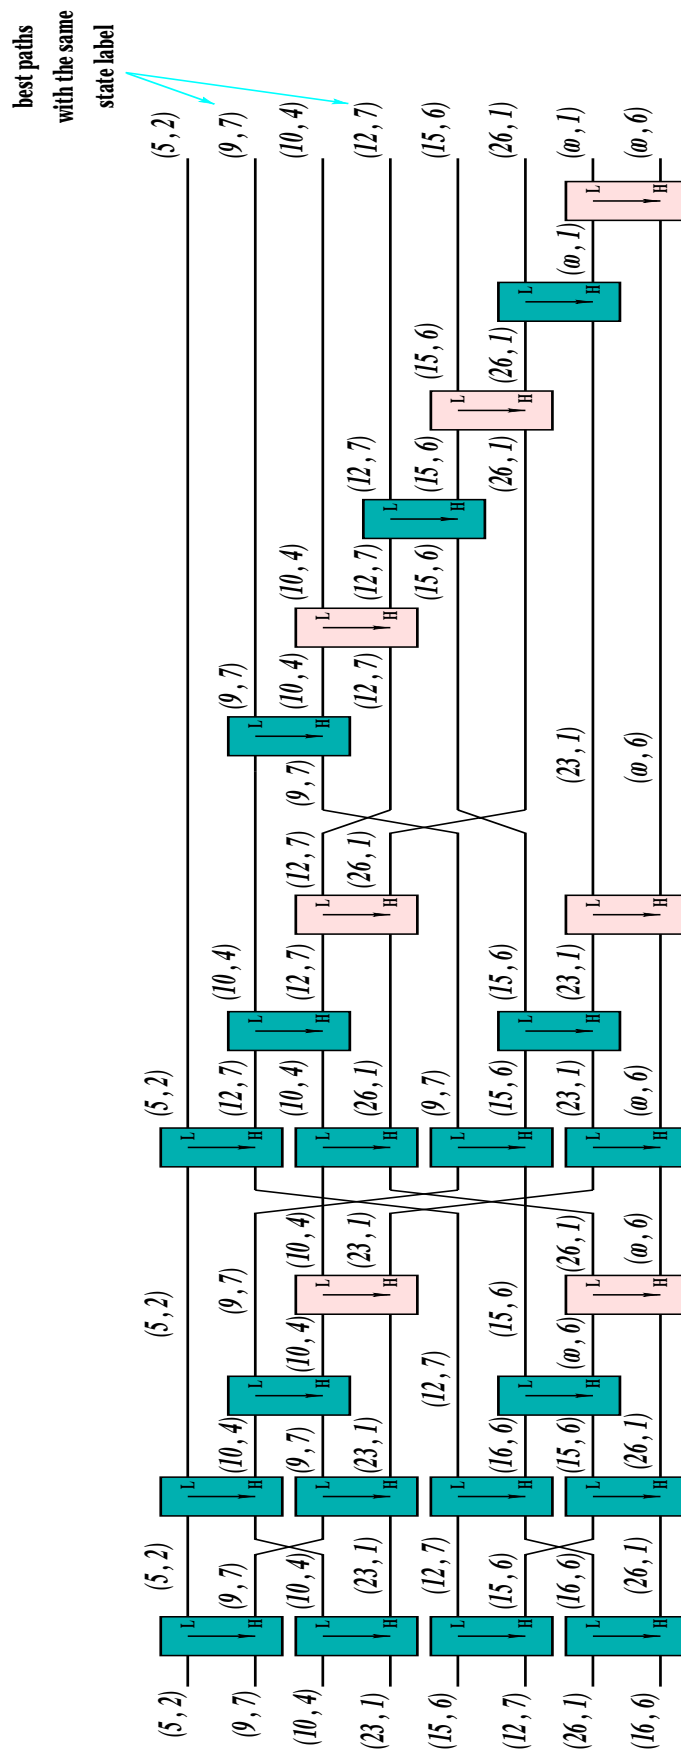 best paths
with the same
state label
(5, 2)
(9, 7)
(10, 4)
(23, 1)
(15, 6)
(12, 7)
(26, 1)
(16, 6)
L
H
L
H
L
H
L
H
(5, 2)
(9, 7)
(10, 4)
(23, 1)
(12, 7)
(15, 6)
(16, 6)
(26, 1)
L
H
L
H
L
H
L
H
(10, 4)
(9, 7)
(23, 1)
(16, 6)
(15, 6)
(26, 1)
L
H
L
H
(5, 2)
(9, 7)
(10, 4)
(12, 7)
(15, 6)
(∞, 6)
L
H
L
H
(10, 4)
(23, 1)
(26, 1)
(∞, 6)
L
H
L
H
L
H
L
H
(5, 2)
(12, 7)
(10, 4)
(26, 1)
(9, 7)
(15, 6)
(23, 1)
(∞, 6)
L
H
L
H
(10, 4)
(12, 7)
(15, 6)
(23, 1)
L
H
L
H
(12, 7)
(26, 1)
(9, 7)
(23, 1)
(∞, 6)
L
H
(9, 7)
(10, 4)
(12, 7)
L
H
(10, 4)
(12, 7)
(15, 6)
L
H
(12, 7)
(15, 6)
(26, 1)
L
H
(15, 6)
(26, 1)
L
H
(∞, 1)
L
H
(5, 2)
(9, 7)
(10, 4)
(12, 7)
(15, 6)
(26, 1)
(∞, 1)
(∞, 6)